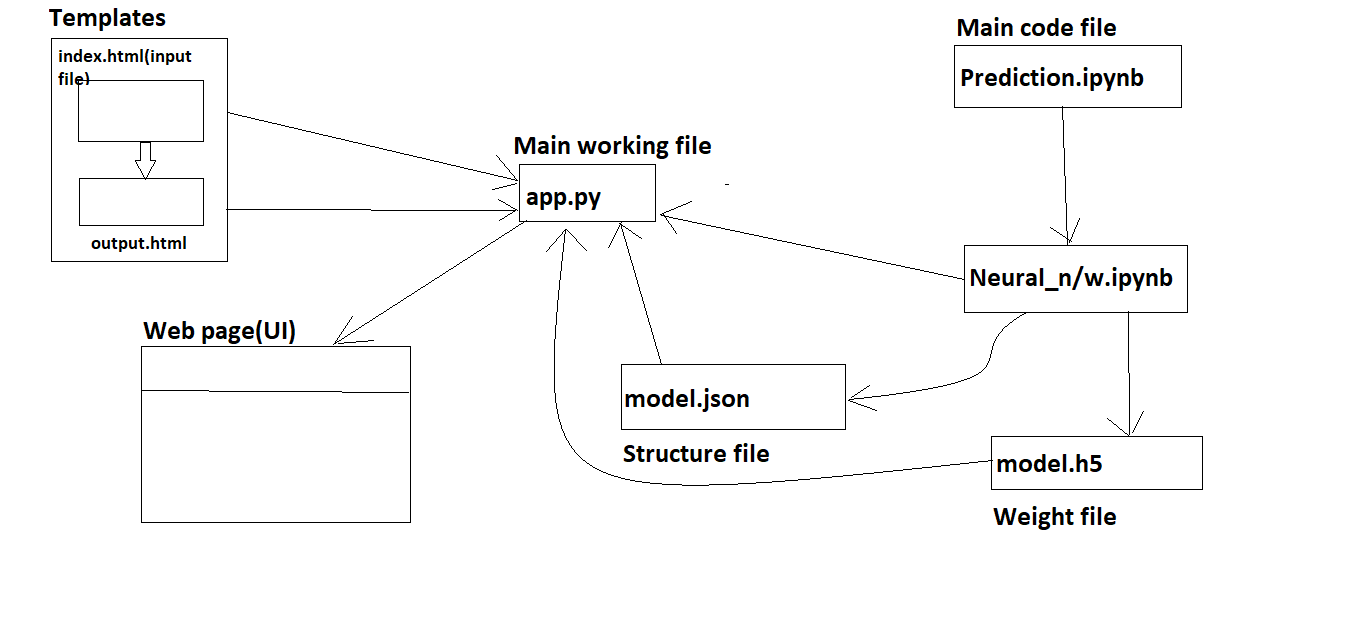 Templates
index.html(input
file)
output.html
Main code file
Prediction.ipynb
Main working file
app.py
Neural_n/w.ipynb
Web page(UI)
model.json
Structure file
model.h5
Weight file